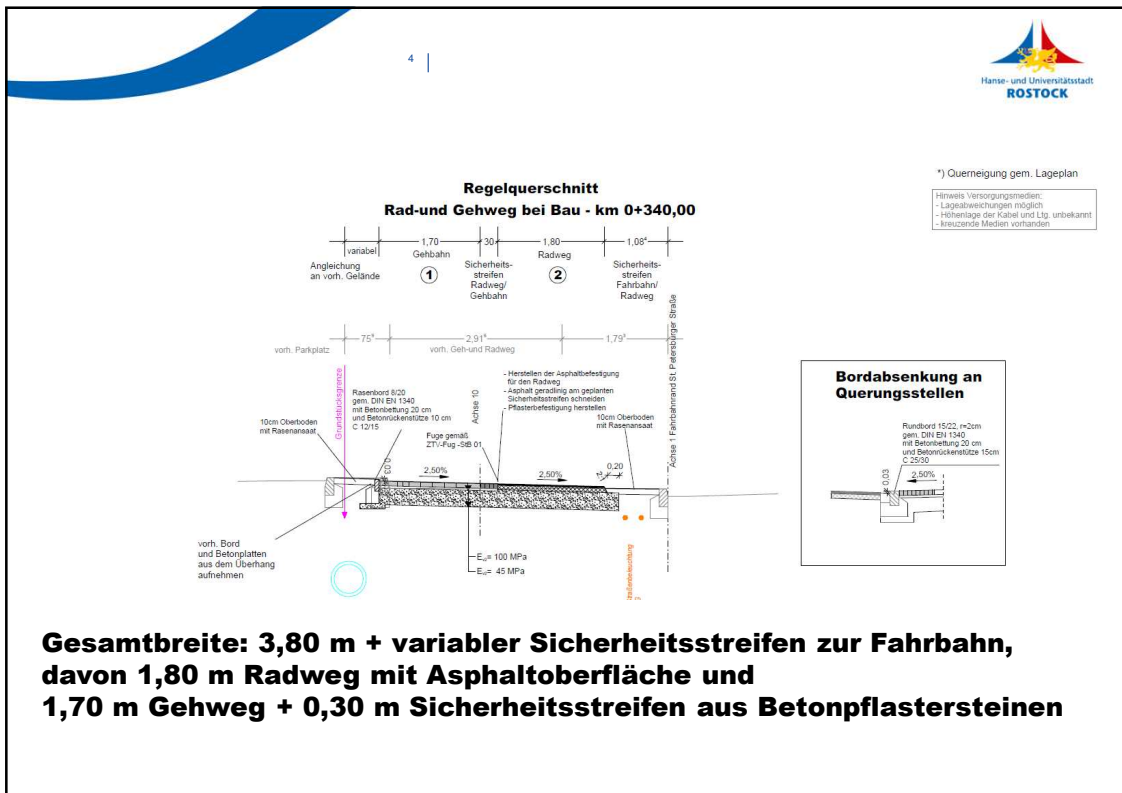 4
Hanse- und Universitätsstadt
ROSTOCK
*) Querneigung gem. Lageplan
Hinweis Versorgungsmedien:
- Lageabweichungen möglich
- Höhenlage der Kabel und Ltg. unbekannt
- kreuzende Medien vorhanden
Regelquerschnitt
Rad-und Gehweg bei Bau - km 0+340,00
variabel
1,70
30
1,80
1,08*
Angleichung
an vorh. Gelände
Gehbahn
1
Sicherheits-
streifen
Radweg/
Gehbahn
Radweg
2
Sicherheits-
streifen
Fahrbahn/
Radweg
75*
2,91*
1,79*
vorh. Parkplatz
vorh. Geh-und Radweg
Grundstücksgrenze
Achse 10
Achse 1 Fahrbahnrand St. Petersburger Straße
Rasenbord 8/20
gem. DIN EN 1340
mit Betonbettung 20 cm
und Betonrückenstütze 10 cm
C 12/15
- Herstellen der Asphaltbefestigung
für den Radweg
- Asphalt geradlinig am geplanten
Sicherheitsstreifen schneiden
- Pflasterbefestigung herstellen
10cm Oberboden
mit Rasenansaat
Fuge gemäß
ZTV-Fug -StB 01
10cm Oberboden
mit Rasenansaat
0,03
2,50%
2,50%
0,20
vorh. Bord
und Betonplatten
aus dem Überhang
aufnehmen
= 100 MPa
= 45 MPa
Bordabsenkung an
Querungsstellen
Rundbord 15/22, r=2cm
gem. DIN EN 1340
mit Betonbettung 20 cm
und Betonrückenstütze 15cm
C 25/30
0,03
2,50%
Gesamtbreite: 3,80 m + variabler Sicherheitsstreifen zur Fahrbahn,
davon 1,80 m Radweg mit Asphaltoberfläche und
1,70 m Gehweg + 0,30 m Sicherheitsstreifen aus Betonpflastersteinen